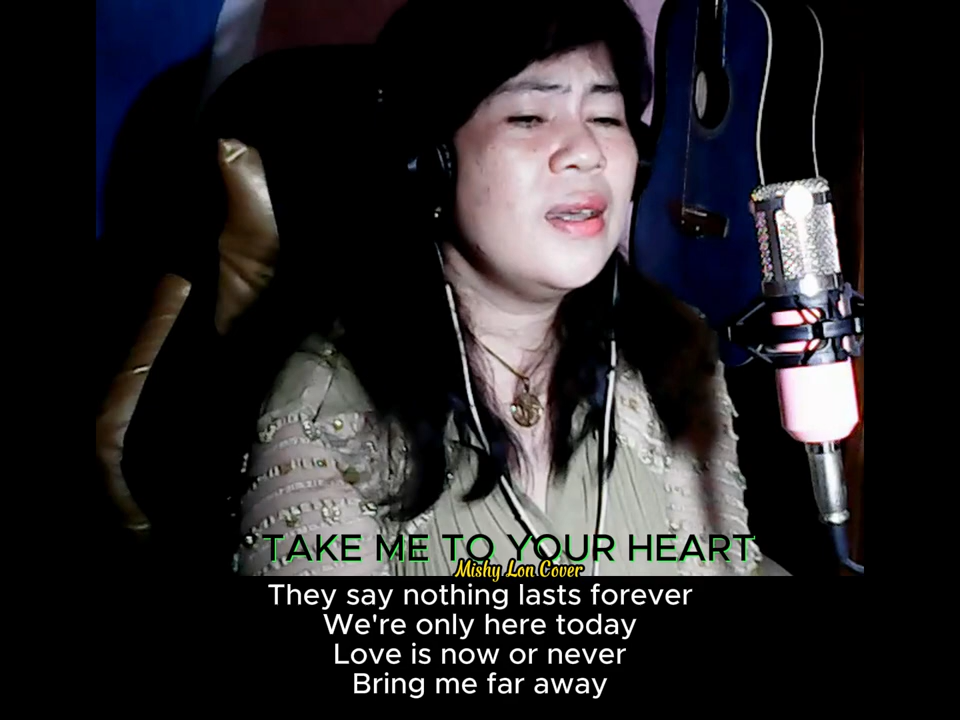 TAKE ME TO YOUR HEART
Mishy Lon Cover
They say nothing lasts forever
We're only here today
Love is now or never
Bring me far away